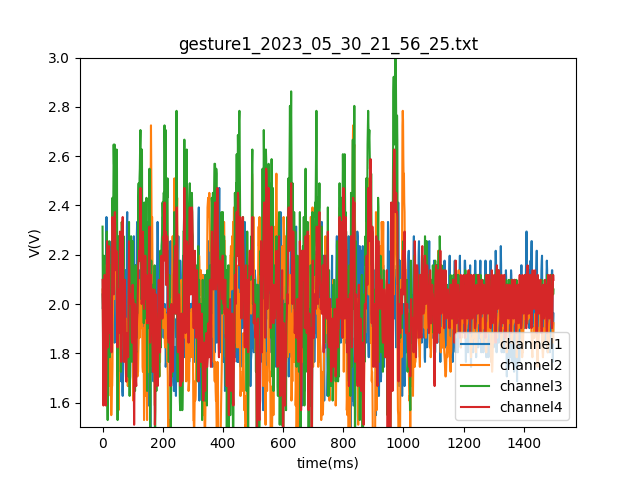 gesture1_2023_05_30_21_56_25.txt
V(V)
3.0
2.8
2.6
2.4
2.2
2.0
1.8
1.6
channel1
channel2
channel3
channel4
0 200 400 600 800 1000 1200 1400
time(ms)